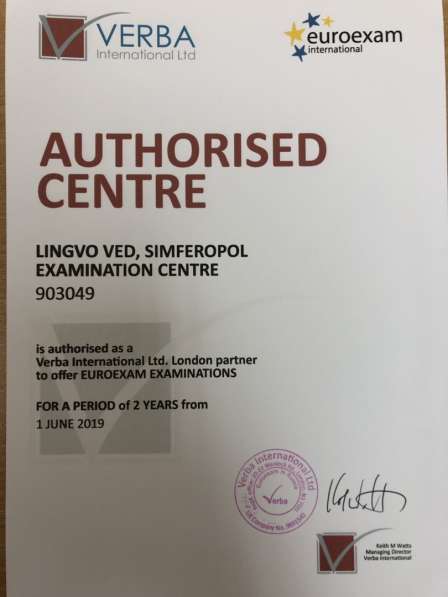 VERBA
International Ltd
euroexam
international
AUTHORISED
CENTRE
LINGVO VED, SIMFEROPOL
EXAMINATION CENTRE
903049
is authorised as a
Verba International Ltd. London partner
to offer EUROEXAM EXAMINATIONS
FOR A PERIOD of 2 YEARS from
1 JUNE 2019
Verba International Ltd
Verba
Keith M Watts
Managing Director
Verba International